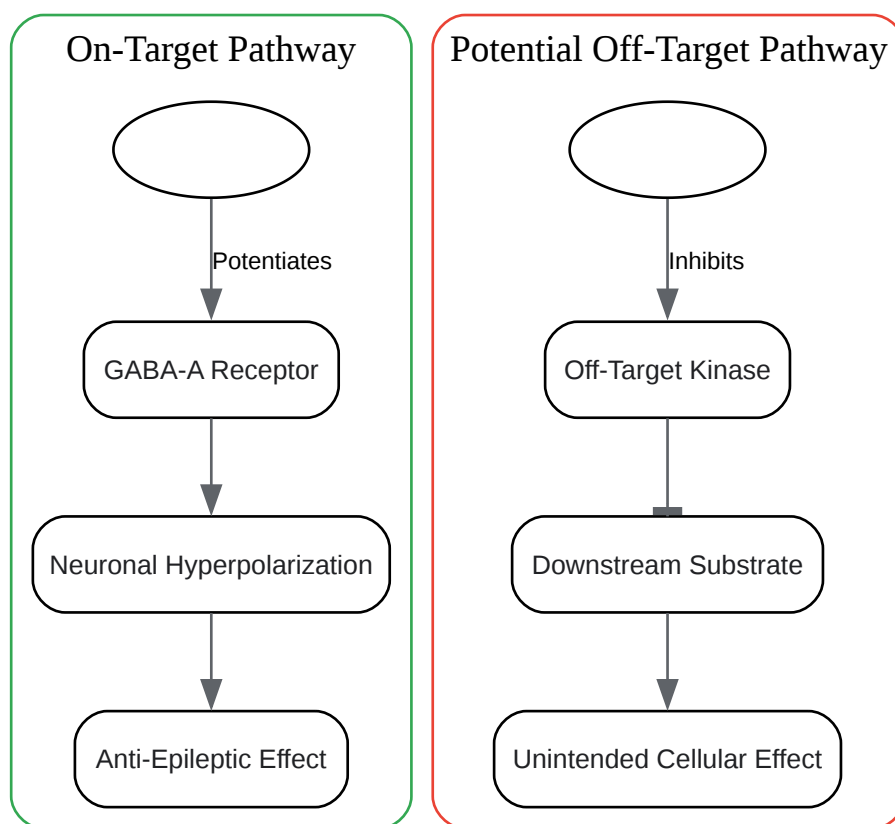 On-Target Pathway
Potentiates
GABA-A Receptor
Neuronal Hyperpolarization
Anti-Epileptic Effect
Potential Off-Target Pathway
Inhibits
Off-Target Kinase
Downstream Substrate
Unintended Cellular Effect